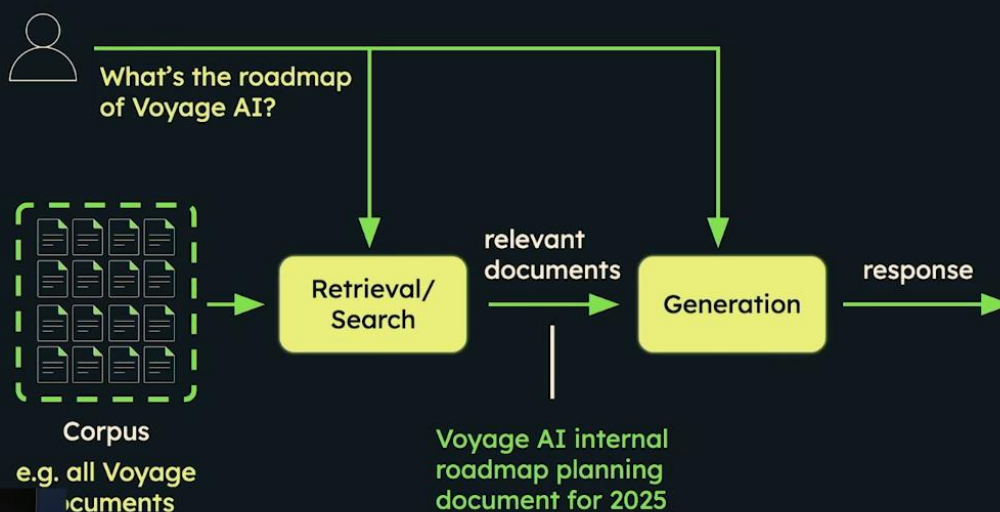 What's the roadmap
of Voyage AI?
relevant
documents
response
Retrieval/
Search
Generation
Corpus
e.g. all Voyage
Voyage AI internal
roadmap planning
document for 2025